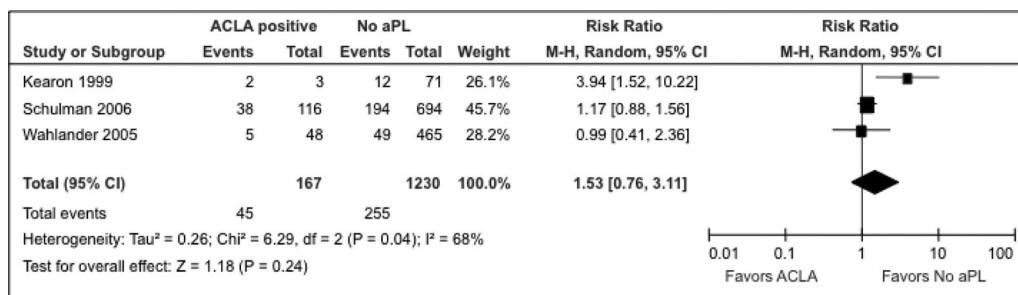 ACLA positive No aPL Risk Ratio Risk Ratio
Study or Subgroup Events Total Events Total Weight M-H, Random, 95% CI M-H, Random, 95% CI
Kearon 1999 2 3 12 71 26.1% 3.94 [1.52, 10.22]
Schulman 2006 38 116 194 694 45.7% 1.17 [0.88, 1.56]
Wahlander 2005 5 48 49 465 28.2% 0.99 [0.41, 2.36]
Total (95% CI) 167 1230 100.0% 1.53 [0.76, 3.11]
Total events 45 255
Heterogeneity: Tau² = 0.26; Chi² = 6.29, df = 2 (P = 0.04); I² = 68%
Test for overall effect: Z = 1.18 (P = 0.24)
0.01 0.1 1 10 100
Favors ACLA Favors No aPL